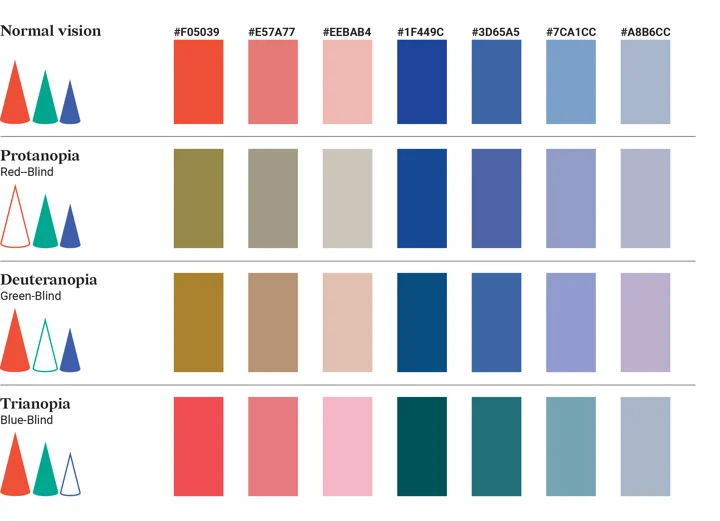 Normal vision
#F05039 #E57A77 #EEBAB4 #1F449C #3D65A5 #7CA1CC #A8B6CC
Protanopia
Red--Blind
Deuteranopia
Green-Blind
Trianopia
Blue-Blind